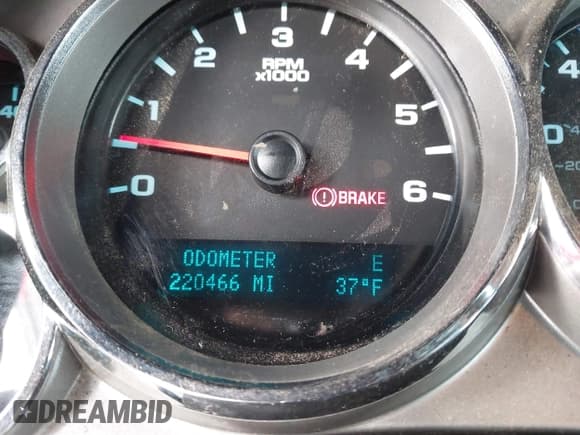 3
2 4
RPM
x1000
1 5
0 6
BRAKE
ODOMETER E
220466 MI 37°F
DREAMBID